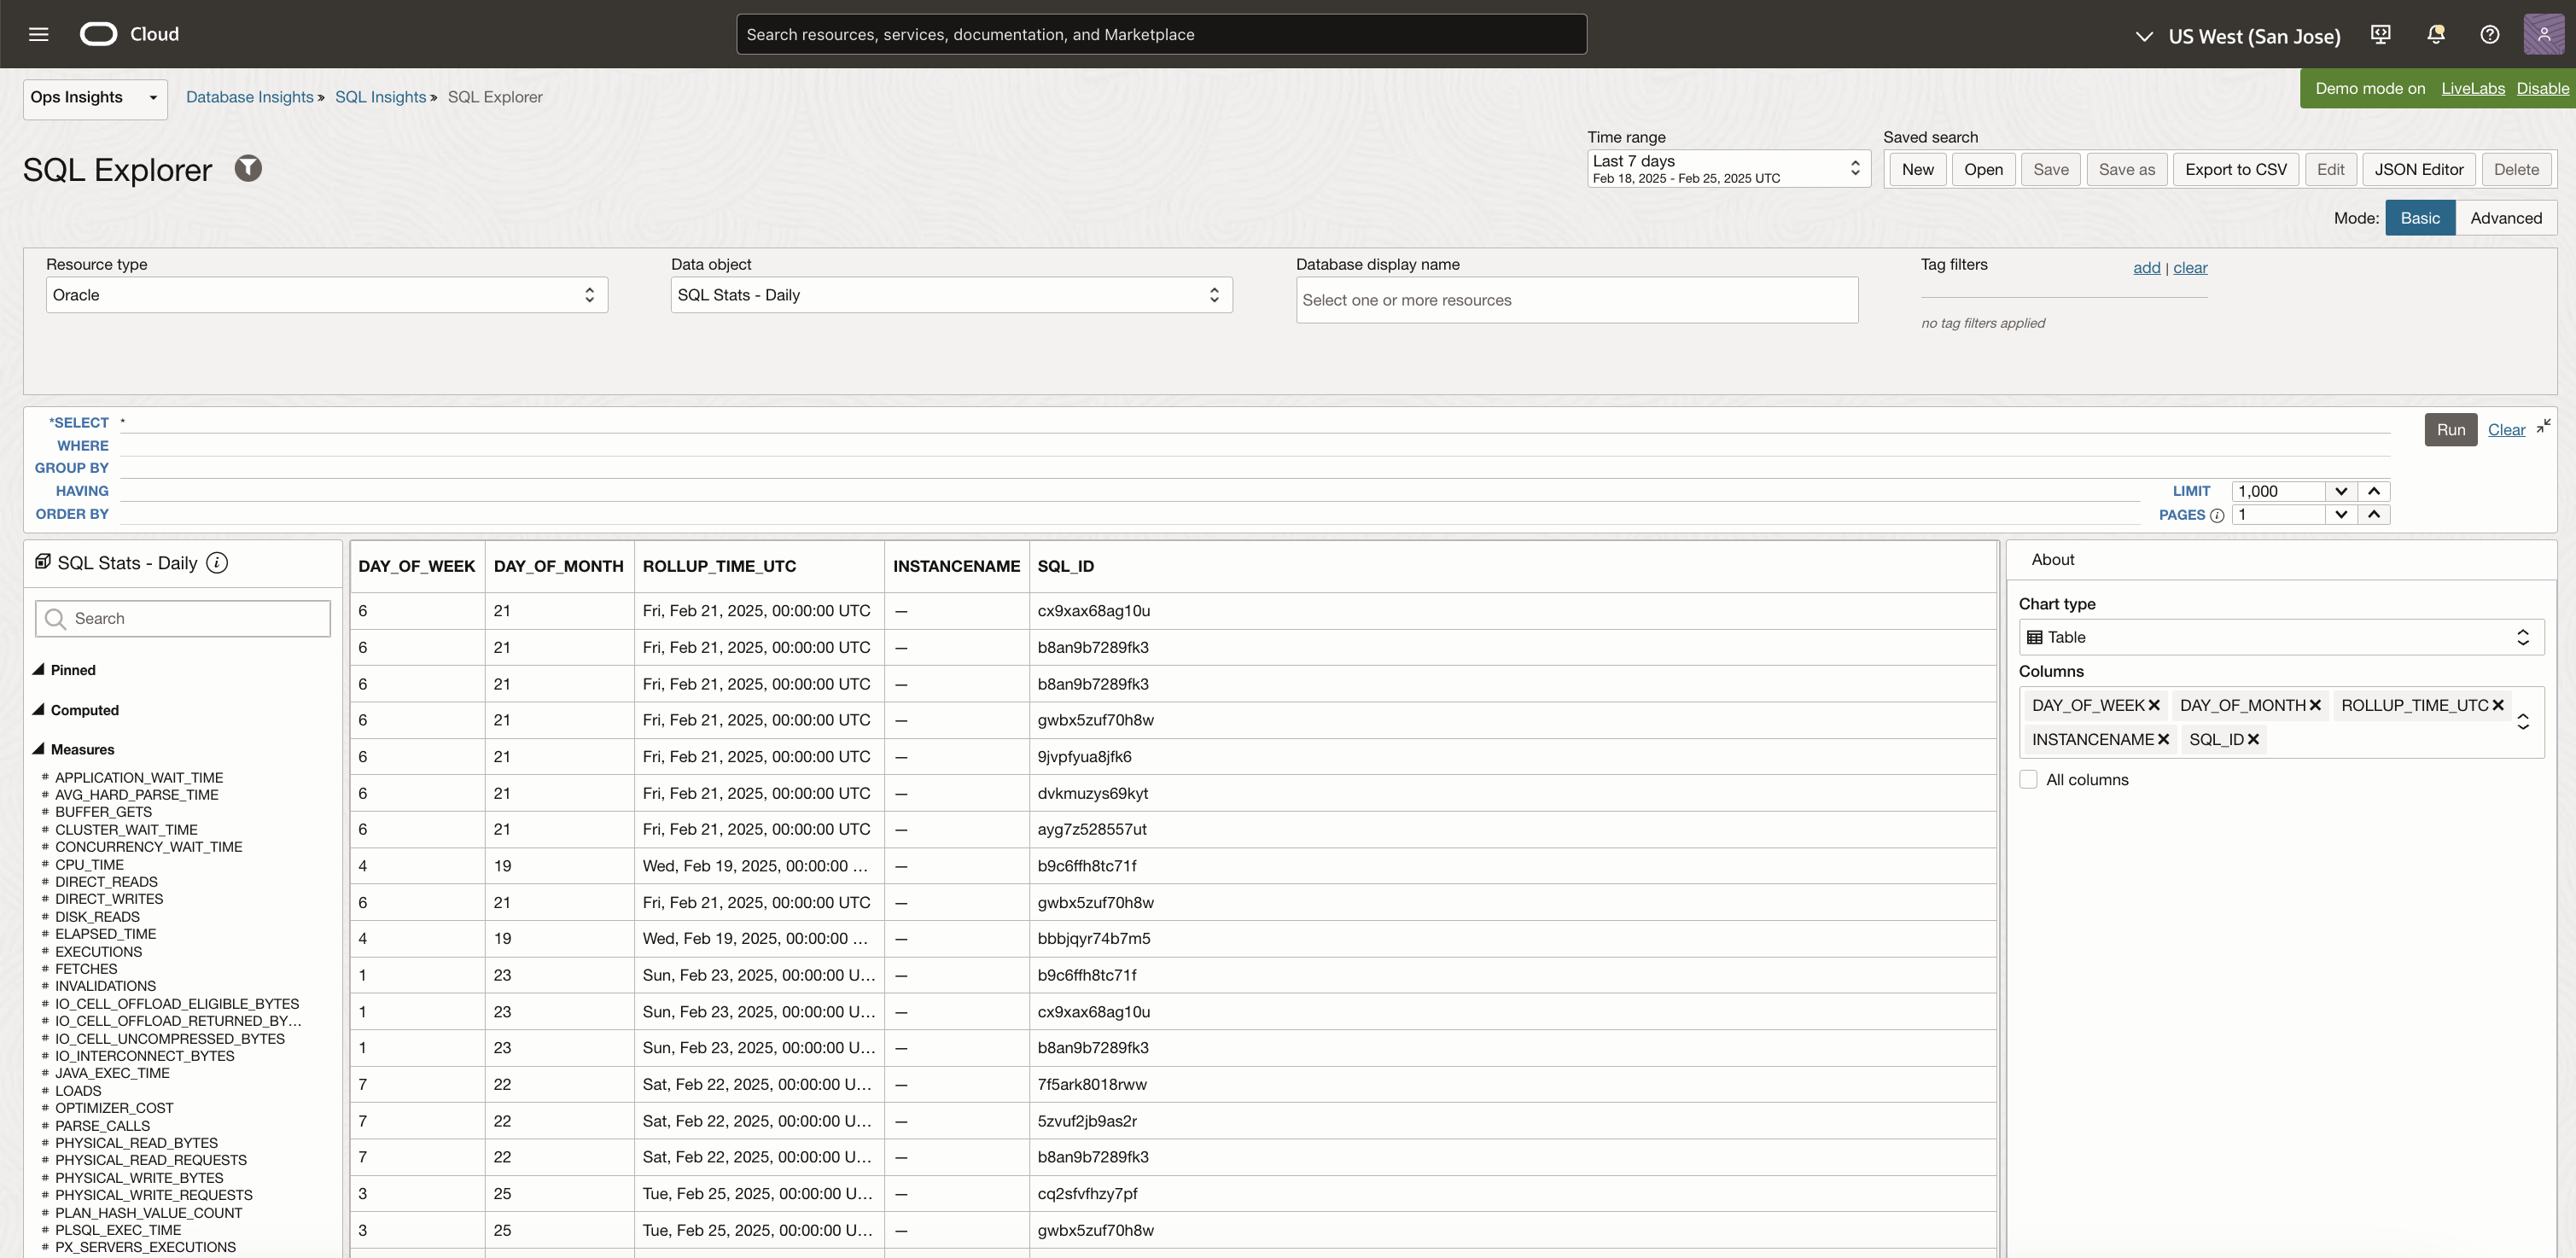 Cloud
Search resources, services, documentation, and Marketplace
US West (San Jose)
Ops Insights
Database Insights » SQL Insights » SQL Explorer
Demo mode on LiveLabs Disable
SQL Explorer
Time range
Last 7 days
Feb 18, 2025 - Feb 25, 2025 UTC
Saved search
New Open Save Save as Export to CSV Edit JSON Editor Delete
Mode: Basic Advanced
Resource type
Oracle
Data object
SQL Stats - Daily
Database display name
Select one or more resources
Tag filters add | clear
no tag filters applied
*SELECT *
WHERE
GROUP BY
HAVING
ORDER BY
LIMIT 1,000
PAGES 1
Run Clear
SQL Stats - Daily
Search
Pinned
Computed
Measures
# APPLICATION_WAIT_TIME
# AVG_HARD_PARSE_TIME
# BUFFER_GETS
# CLUSTER_WAIT_TIME
# CONCURRENCY_WAIT_TIME
# CPU_TIME
# DIRECT_READS
# DIRECT_WRITES
# DISK_READS
# ELAPSED_TIME
# EXECUTIONS
# FETCHES
# INVALIDATIONS
# IO_CELL_OFFLOAD_ELIGIBLE_BYTES
# IO_CELL_OFFLOAD_RETURNED_BY...
# IO_CELL_UNCOMPRESSED_BYTES
# IO_INTERCONNECT_BYTES
# JAVA_EXEC_TIME
# LOADS
# OPTIMIZER_COST
# PARSE_CALLS
# PHYSICAL_READ_BYTES
# PHYSICAL_READ_REQUESTS
# PHYSICAL_WRITE_BYTES
# PHYSICAL_WRITE_REQUESTS
# PLAN_HASH_VALUE_COUNT
# PLSQL_EXEC_TIME
# PX_SERVERS_EXECUTIONS
DAY_OF_WEEK DAY_OF_MONTH ROLLUP_TIME_UTC INSTANCENAME SQL_ID
6 21 Fri, Feb 21, 2025, 00:00:00 UTC — cx9xax68ag10u
6 21 Fri, Feb 21, 2025, 00:00:00 UTC — b8an9b7289fk3
6 21 Fri, Feb 21, 2025, 00:00:00 UTC — b8an9b7289fk3
6 21 Fri, Feb 21, 2025, 00:00:00 UTC — gwbx5zuf70h8w
6 21 Fri, Feb 21, 2025, 00:00:00 UTC — 9jvpfyua8jfk6
6 21 Fri, Feb 21, 2025, 00:00:00 UTC — dvkmuzys69kyt
6 21 Fri, Feb 21, 2025, 00:00:00 UTC — ayg7z528557ut
4 19 Wed, Feb 19, 2025, 00:00:00 ... — b9c6ffh8tc71f
6 21 Fri, Feb 21, 2025, 00:00:00 UTC — gwbx5zuf70h8w
4 19 Wed, Feb 19, 2025, 00:00:00 ... — bbbjqyr74b7m5
1 23 Sun, Feb 23, 2025, 00:00:00 U... — b9c6ffh8tc71f
1 23 Sun, Feb 23, 2025, 00:00:00 U... — cx9xax68ag10u
1 23 Sun, Feb 23, 2025, 00:00:00 U... — b8an9b7289fk3
7 22 Sat, Feb 22, 2025, 00:00:00 U... — 7f5ark8018rww
7 22 Sat, Feb 22, 2025, 00:00:00 U... — 5zvuf2jb9as2r
7 22 Sat, Feb 22, 2025, 00:00:00 U... — b8an9b7289fk3
3 25 Tue, Feb 25, 2025, 00:00:00 U... — cq2sfvfhzy7pf
3 25 Tue, Feb 25, 2025, 00:00:00 U... — gwbx5zuf70h8w
About
Chart type
Table
Columns
DAY_OF_WEEK DAY_OF_MONTH ROLLUP_TIME_UTC
INSTANCENAME SQL_ID
All columns